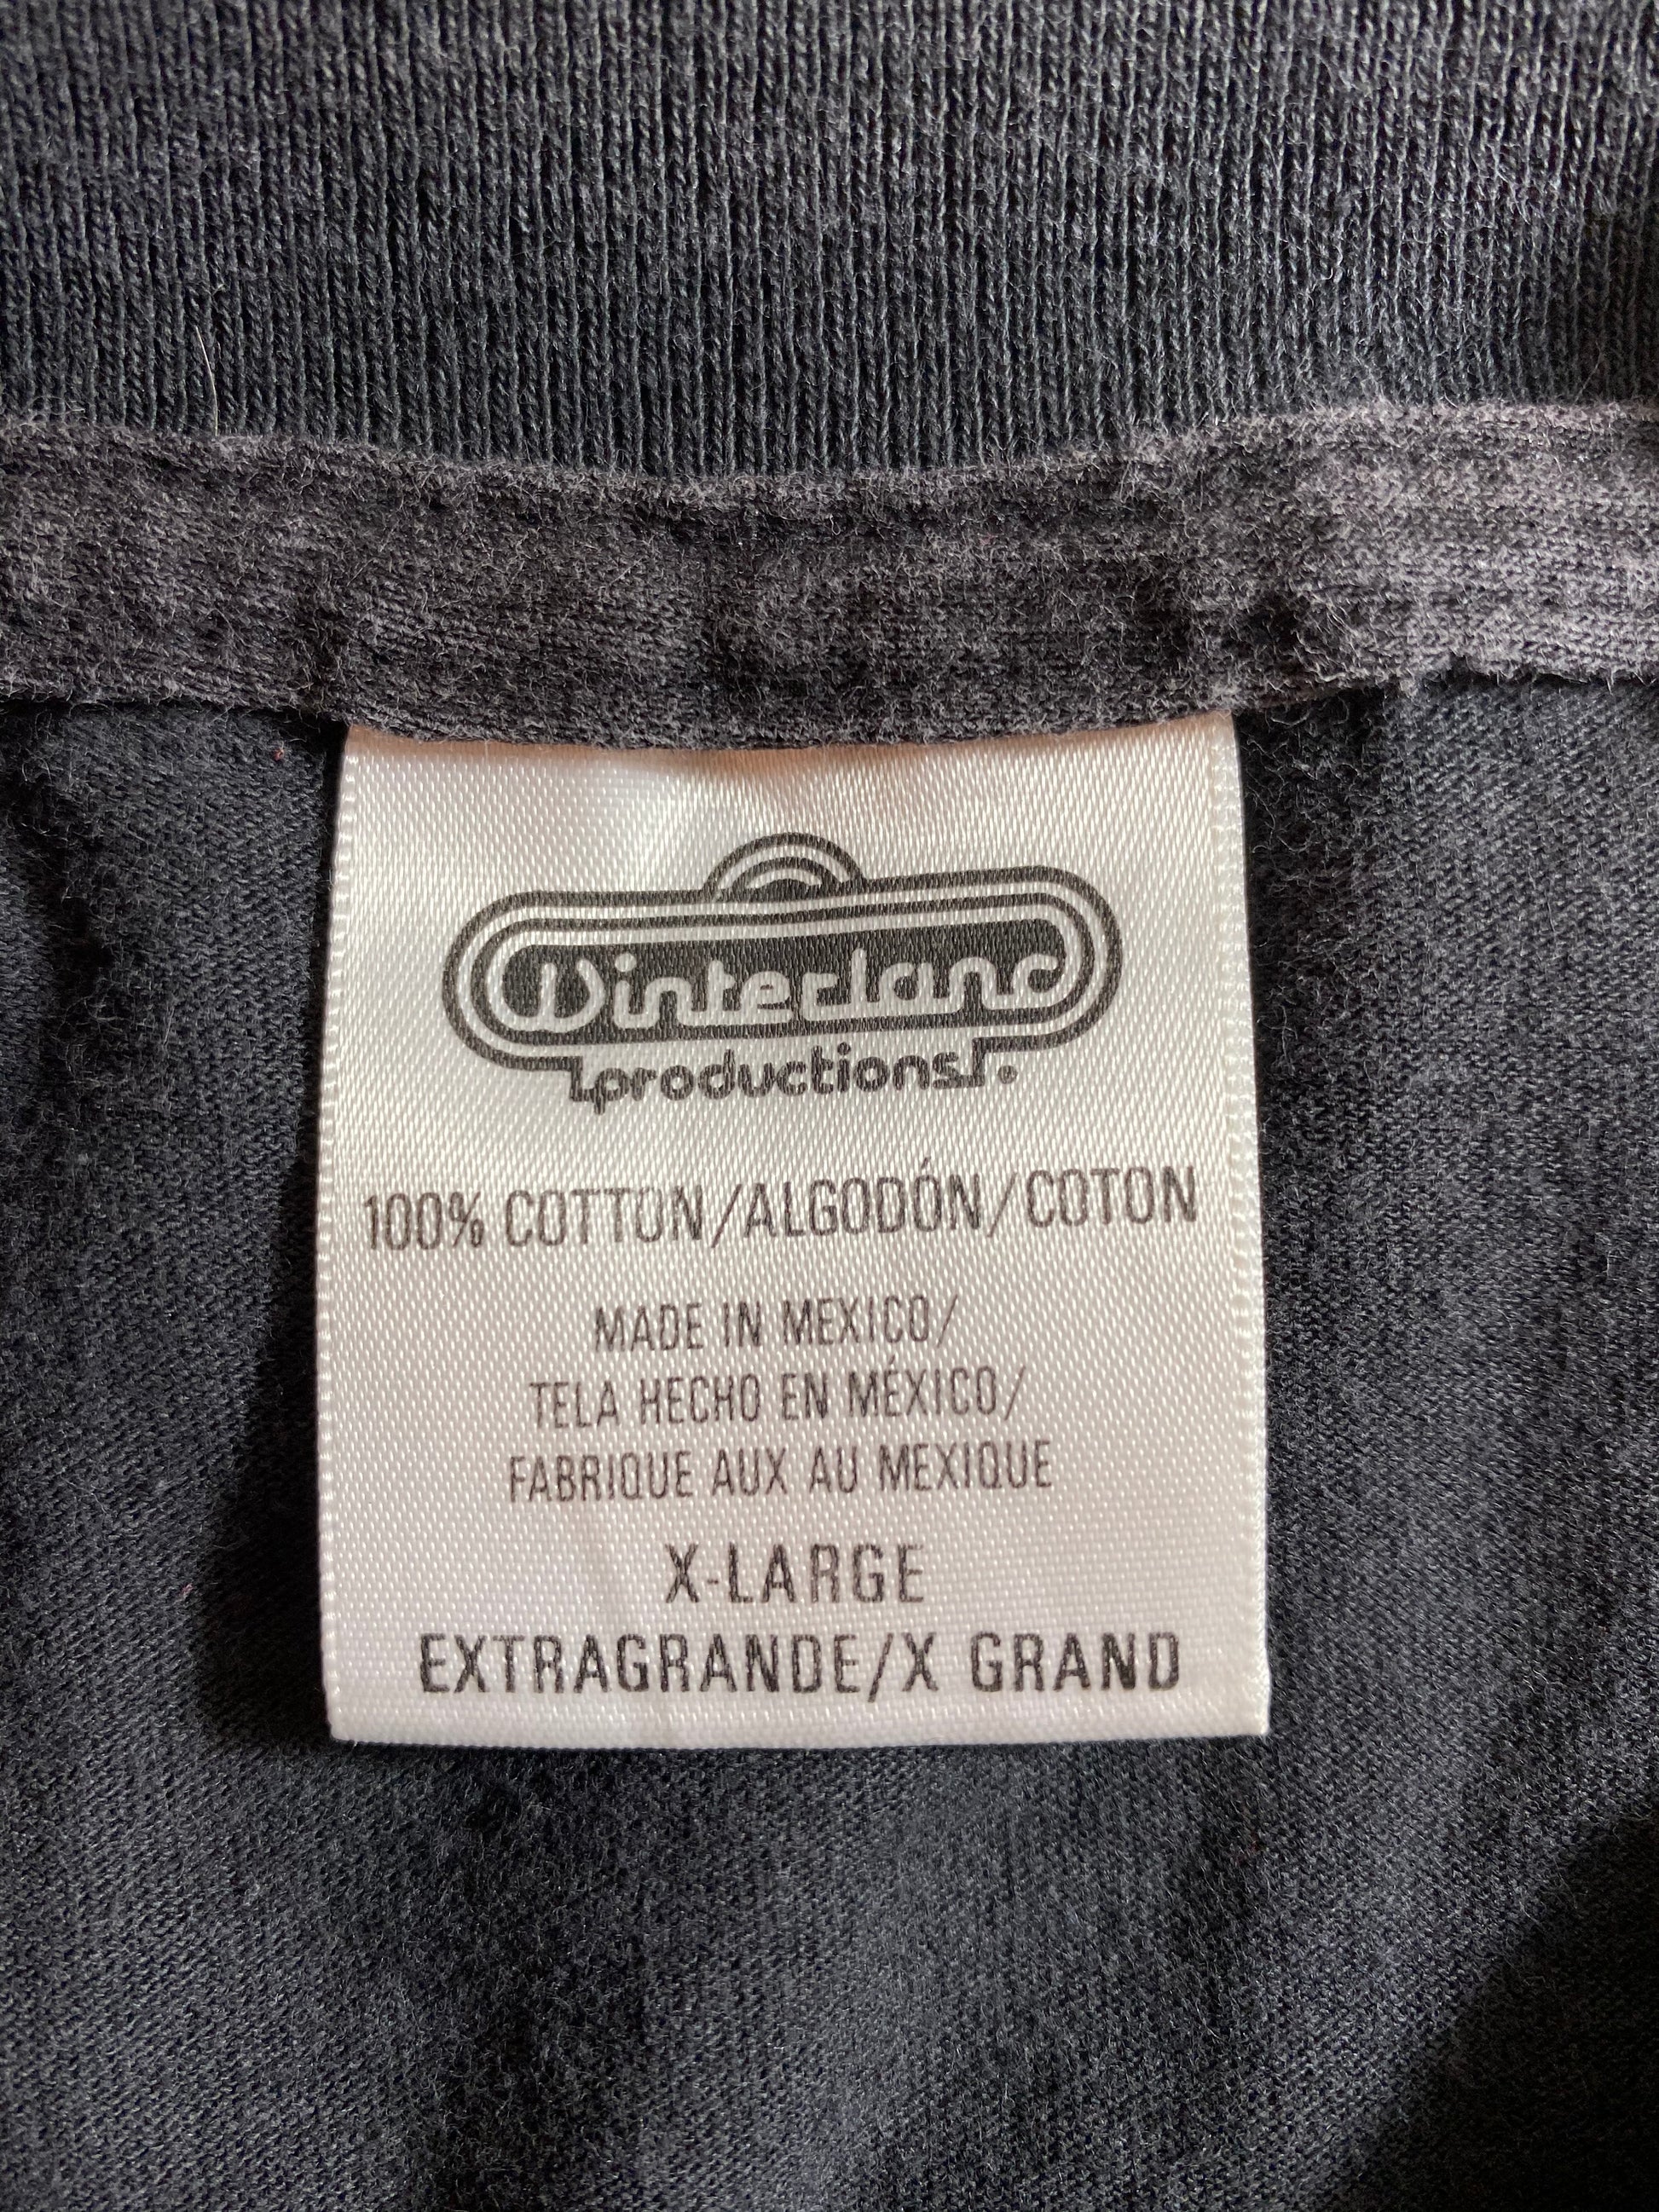 Winterland
productions
100% COTTON/ALGODÓN/COTON
MADE IN MEXICO/
TELA HECHO EN MÉXICO/
FABRIQUE AUX AU MEXIQUE
X-LARGE
EXTRAGRANDE/X GRAND